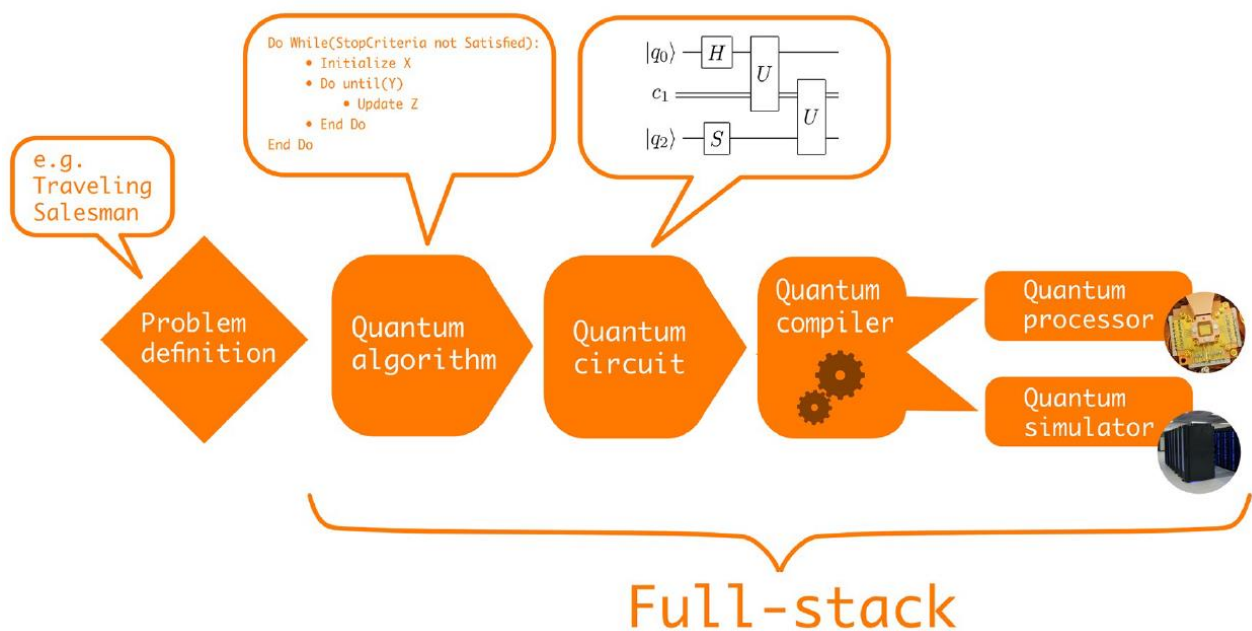 Do While(StopCriteria not Satisfied):
• Initialize X
• Do until(Y)
• Update Z
• End Do
End Do
|q₀⟩ H
U
c₁
U
|q₂⟩ S
e.g.
Traveling
Salesman
Problem
definition
Quantum
algorithm
Quantum
circuit
Quantum
compiler
Quantum
processor
Quantum
simulator
Full-stack